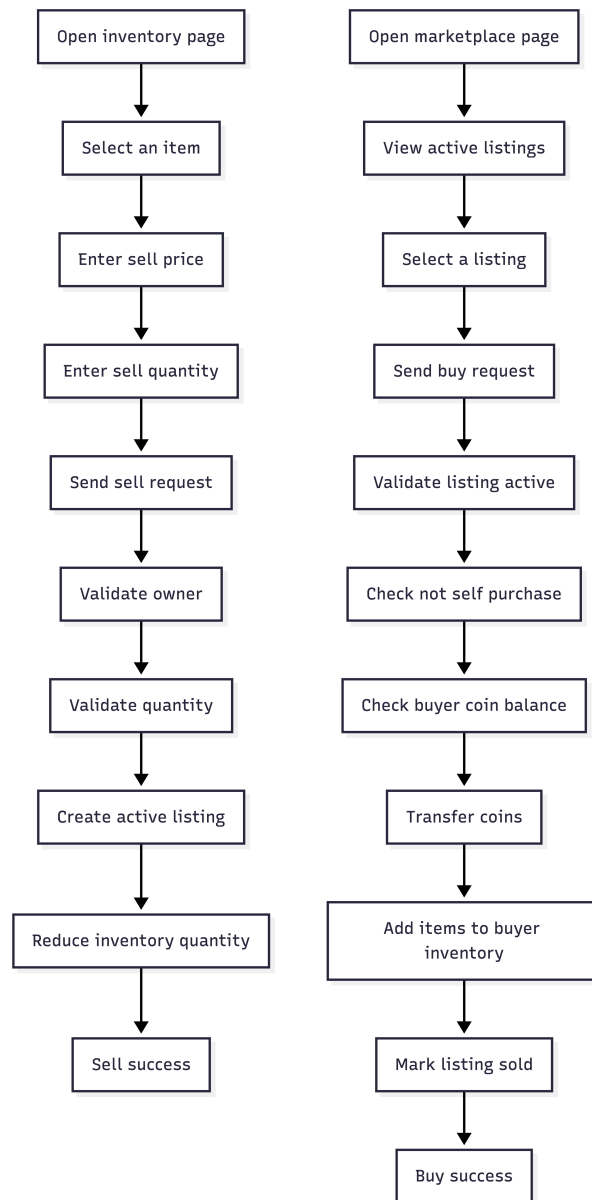 Open inventory page
Select an item
Enter sell price
Enter sell quantity
Send sell request
Validate owner
Validate quantity
Create active listing
Reduce inventory quantity
Sell success
Open marketplace page
View active listings
Select a listing
Send buy request
Validate listing active
Check not self purchase
Check buyer coin balance
Transfer coins
Add items to buyer
inventory
Mark listing sold
Buy success